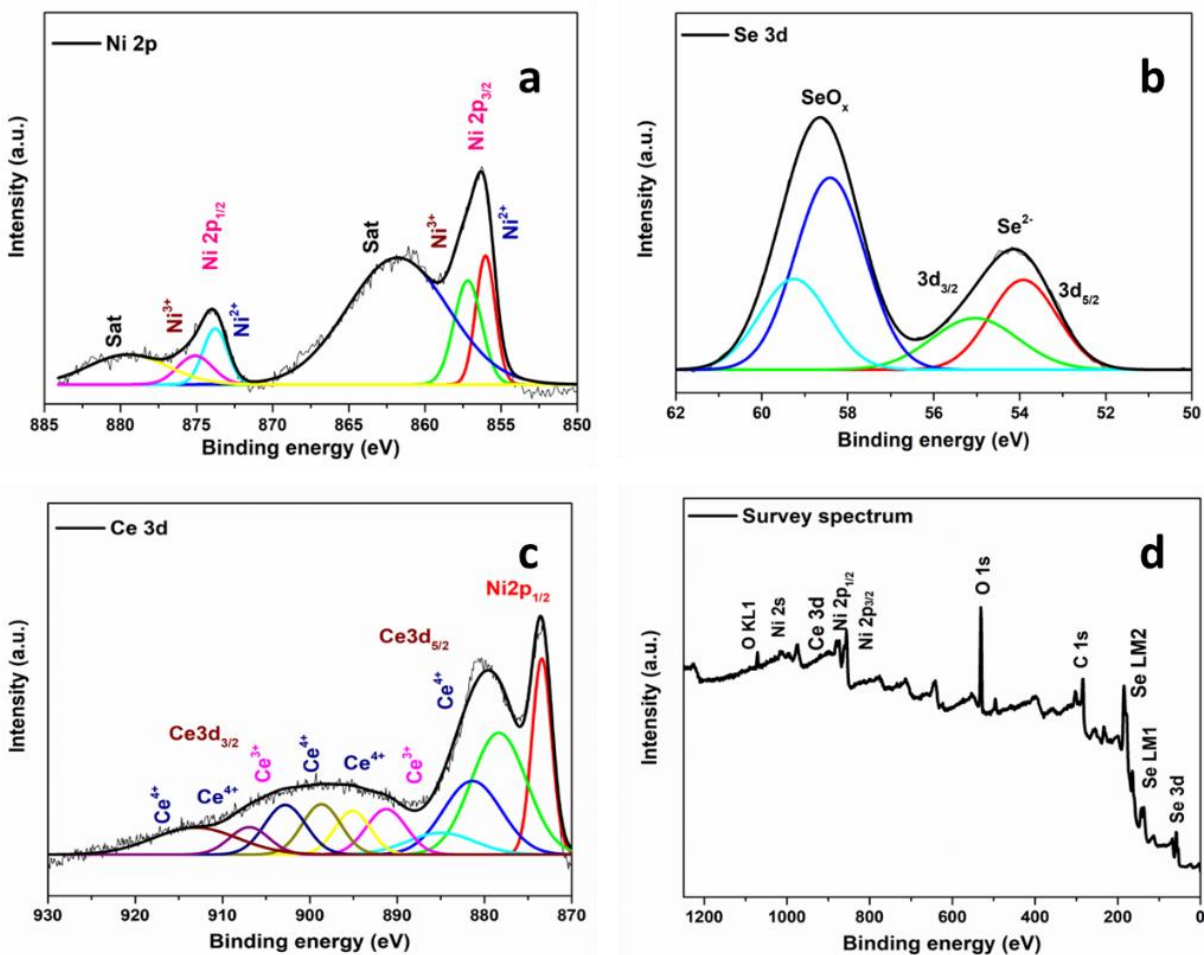 Ni 2p
a
Ni 2p3/2
Ni 2p1/2
Sat
Ni3+
Ni2+
Sat
Ni3+
Ni2+
Intensity (a.u.)
885 880 875 870 865 860 855 850
Binding energy (eV)
Se 3d
b
SeOx
Se2-
3d3/2
3d5/2
Intensity (a.u.)
62 60 58 56 54 52 50
Binding energy (eV)
Ce 3d
c
Ni2p1/2
Ce3d5/2
Ce4+
Ce3d3/2
Ce4+
Ce4+
Ce3+
Ce4+
Ce4+
Ce3+
Intensity (a.u.)
930 920 910 900 890 880 870
Binding energy (eV)
Survey spectrum
d
O KL1
Ni 2s
Ce 3d
Ni 2p1/2
Ni 2p3/2
O 1s
C 1s
Se LM2
Se LM1
Se 3d
Intensity (a.u.)
1200 1000 800 600 400 200 0
Binding energy (eV)